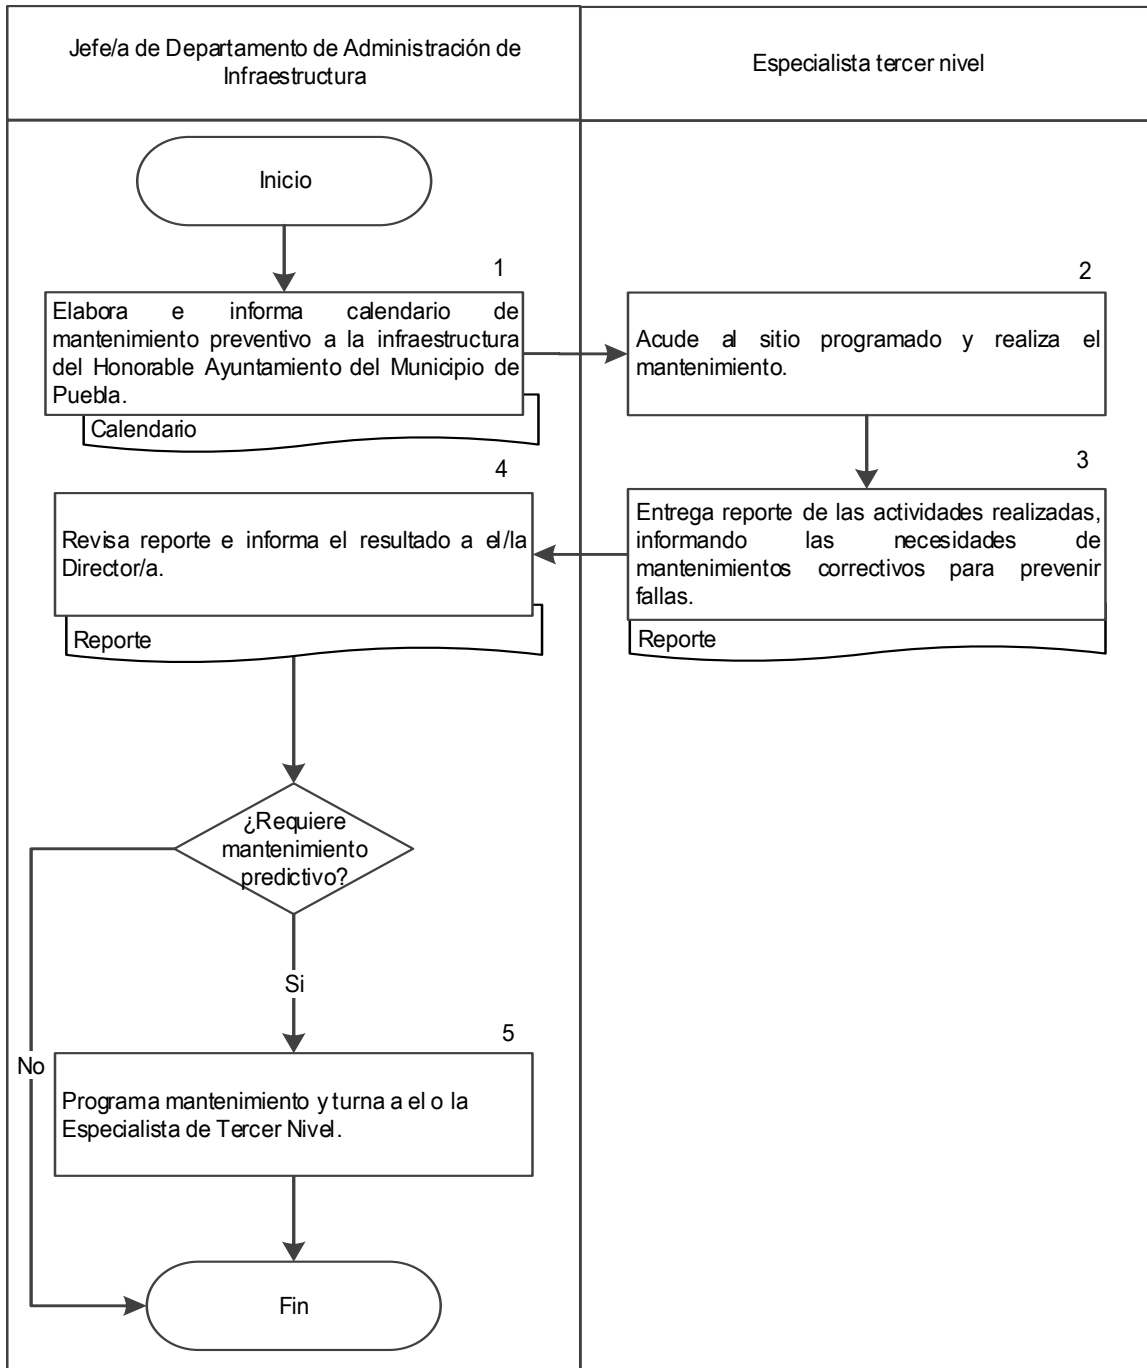 Jefe/a de Departamento de Administración de
Infraestructura
Especialista tercer nivel
Inicio
1
Elabora e informa calendario de
mantenimiento preventivo a la infraestructura
del Honorable Ayuntamiento del Municipio de
Puebla.
Calendario
2
Acude al sitio programado y realiza el
mantenimiento.
3
Entrega reporte de las actividades realizadas,
informando las necesidades de
mantenimientos correctivos para prevenir
fallas.
Reporte
4
Revisa reporte e informa el resultado a el/la
Director/a.
Reporte
¿Requiere
mantenimiento
predictivo?
Si
No
5
Programa mantenimiento y turna a el o la
Especialista de Tercer Nivel.
Fin